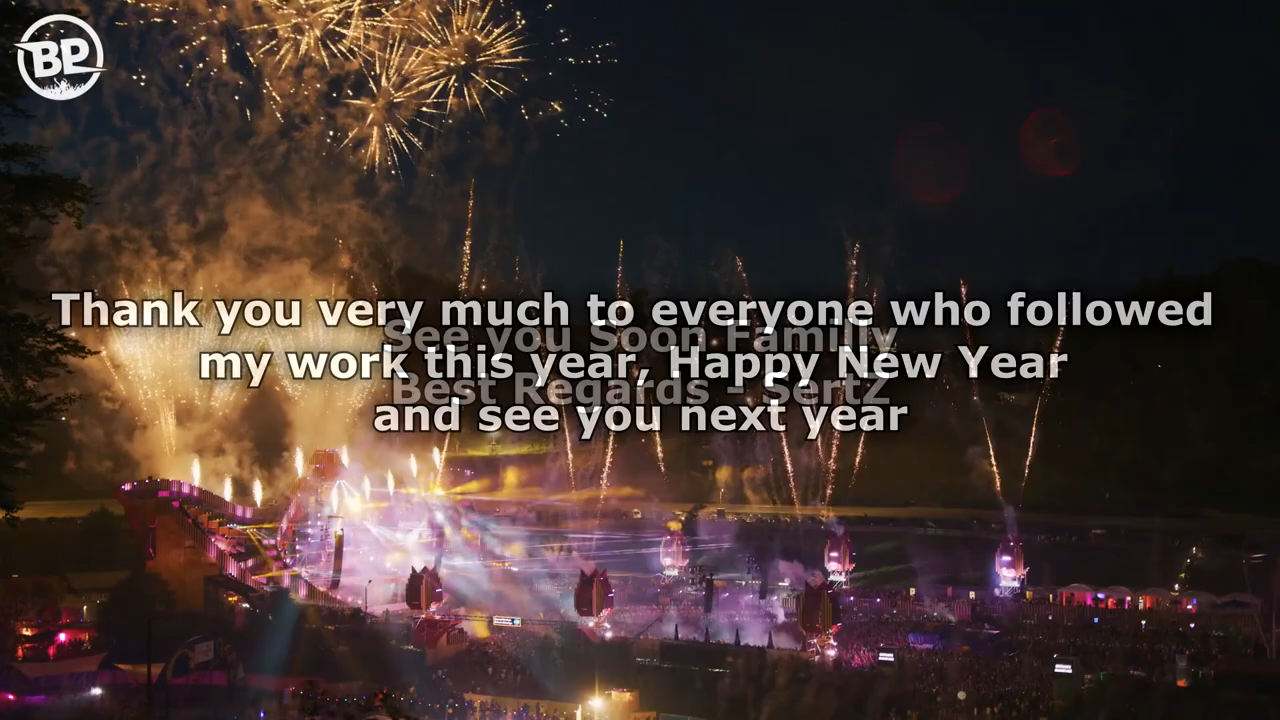 BP
Thank you very much to everyone who followed
my work this year, Happy New Year
and see you next year
See you Soon Familly
Best Regards - SertZ